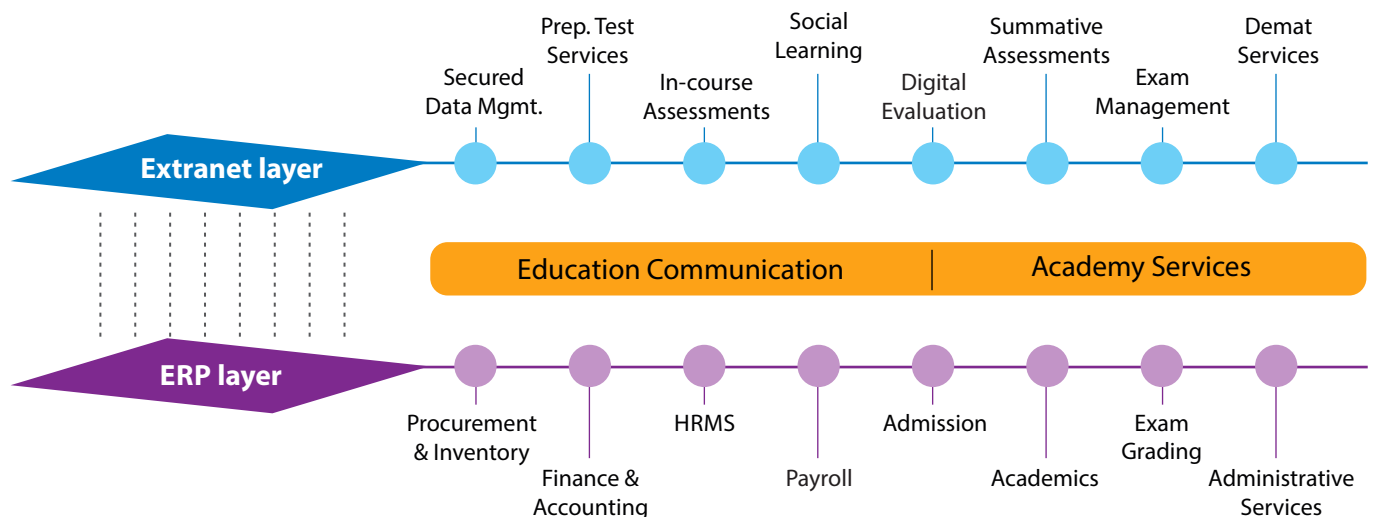 Secured
Data Mgmt.
Prep. Test
Services
In-course
Assessments
Social
Learning
Digital
Evaluation
Summative
Assessments
Exam
Management
Demat
Services
Extranet layer
Education Communication
Academy Services
ERP layer
Procurement
& Inventory
Finance &
Accounting
HRMS
Payroll
Admission
Academics
Exam
Grading
Administrative
Services